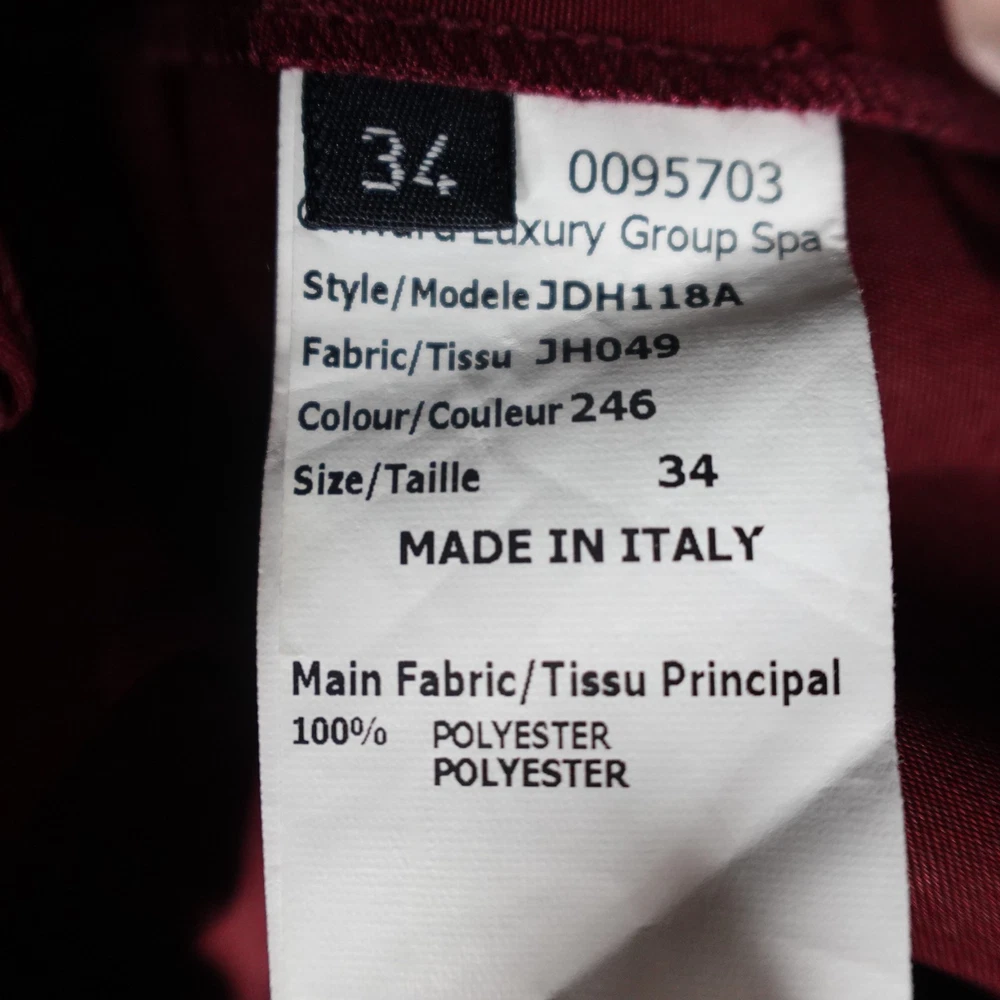 34
0095703
Luxury Group Spa
Style/Modele JDH118A
Fabric/Tissu JH049
Colour/Couleur 246
Size/Taille 34
MADE IN ITALY
Main Fabric/Tissu Principal
100% POLYESTER
POLYESTER